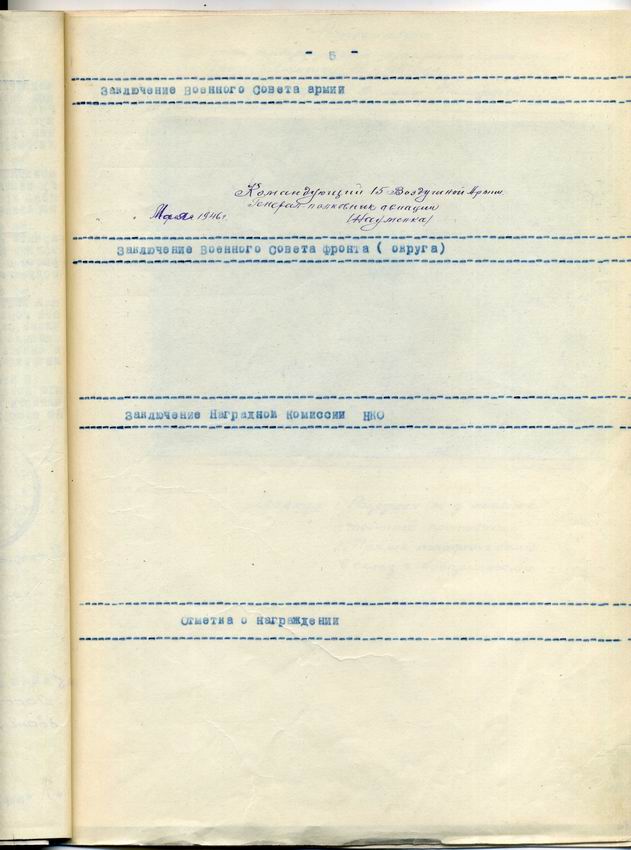 - 5 -
Заключение Военного Совета армии
Командующий 15 Воздушной Армии
Генерал полковник авиации
Мая 1946г. (Науменка)
Заключение Военного Совета фронта ( округа)
Заключение Наградной Комиссии НКО
Отметка о награждении